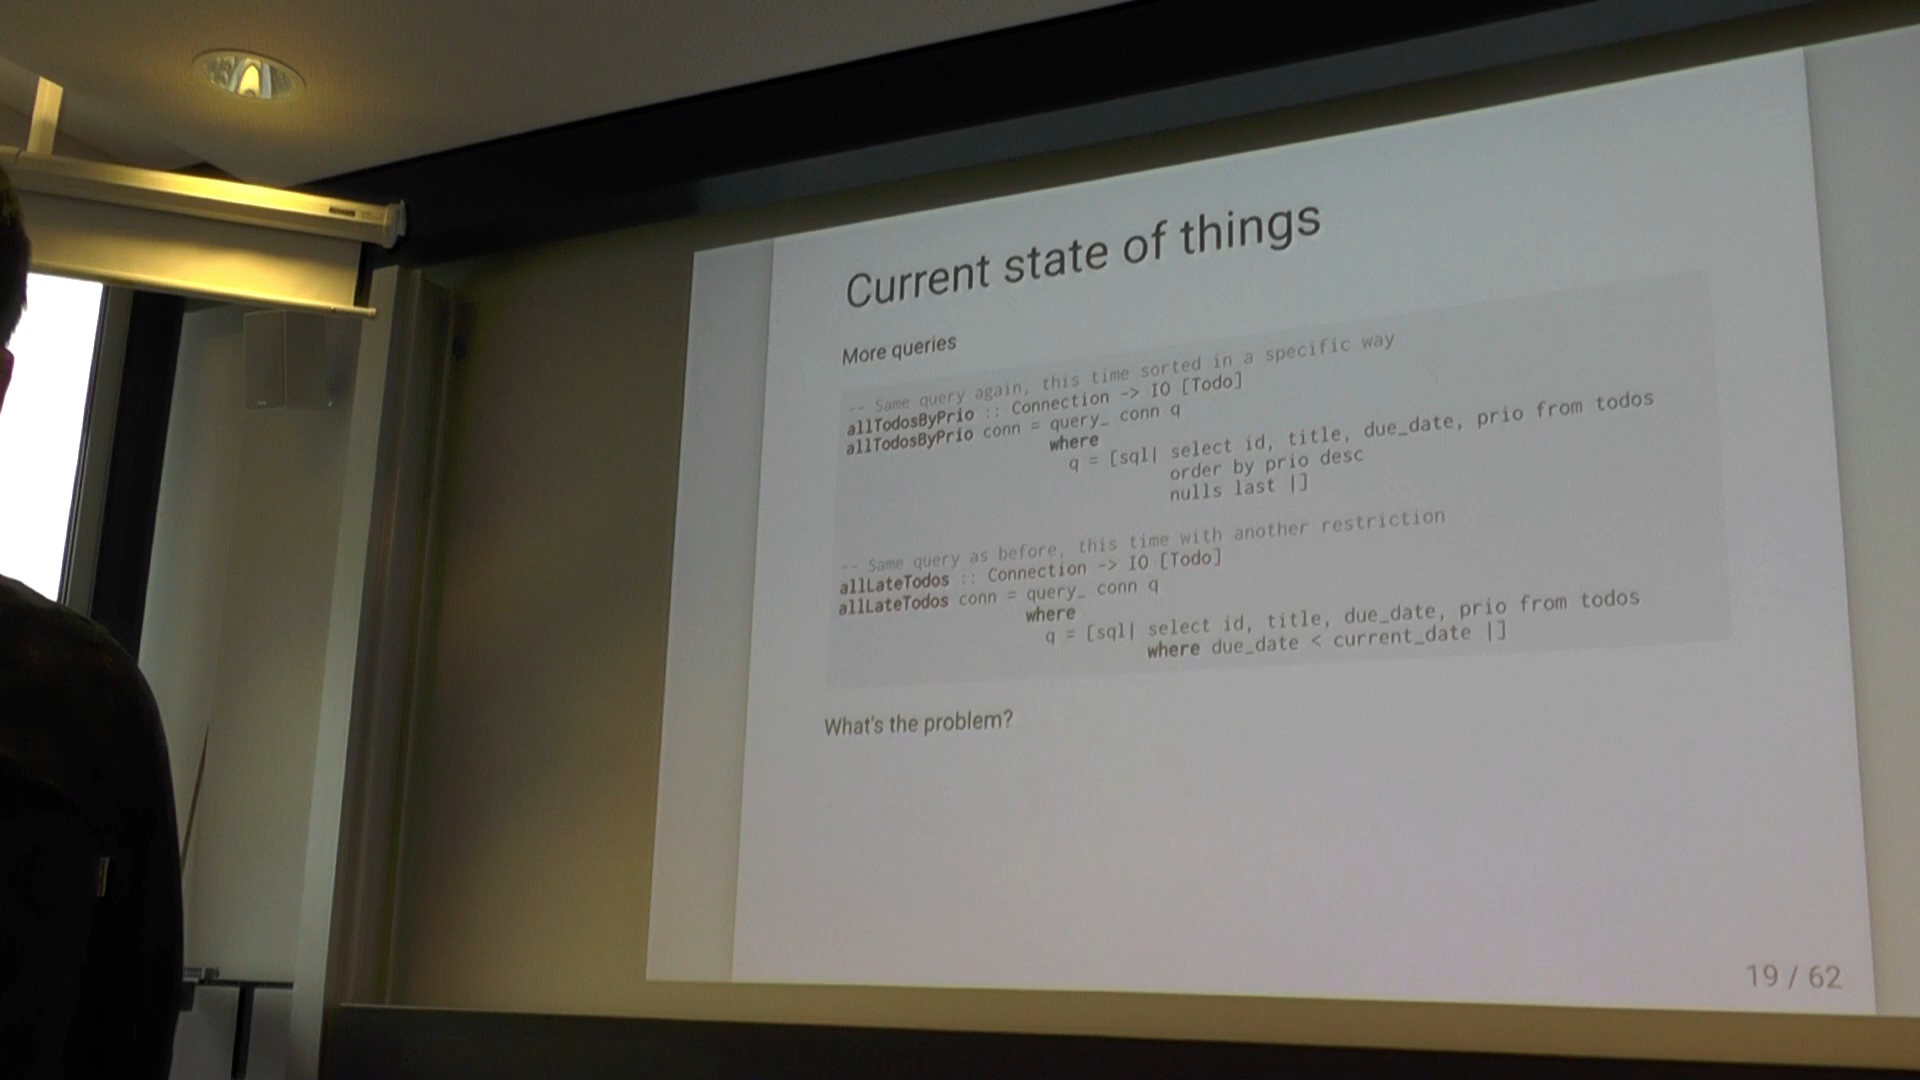 Current state of things
More queries
-- Same query again, this time sorted in a specific way
allTodosByPrio :: Connection -> IO [Todo]
allTodosByPrio conn = query_ conn q
where
q = [sql| select id, title, due_date, prio from todos
order by prio desc
nulls last |]
-- Same query as before, this time with another restriction
allLateTodos :: Connection -> IO [Todo]
allLateTodos conn = query_ conn q
where
q = [sql| select id, title, due_date, prio from todos
where due_date < current_date |]
What's the problem?
19 / 62